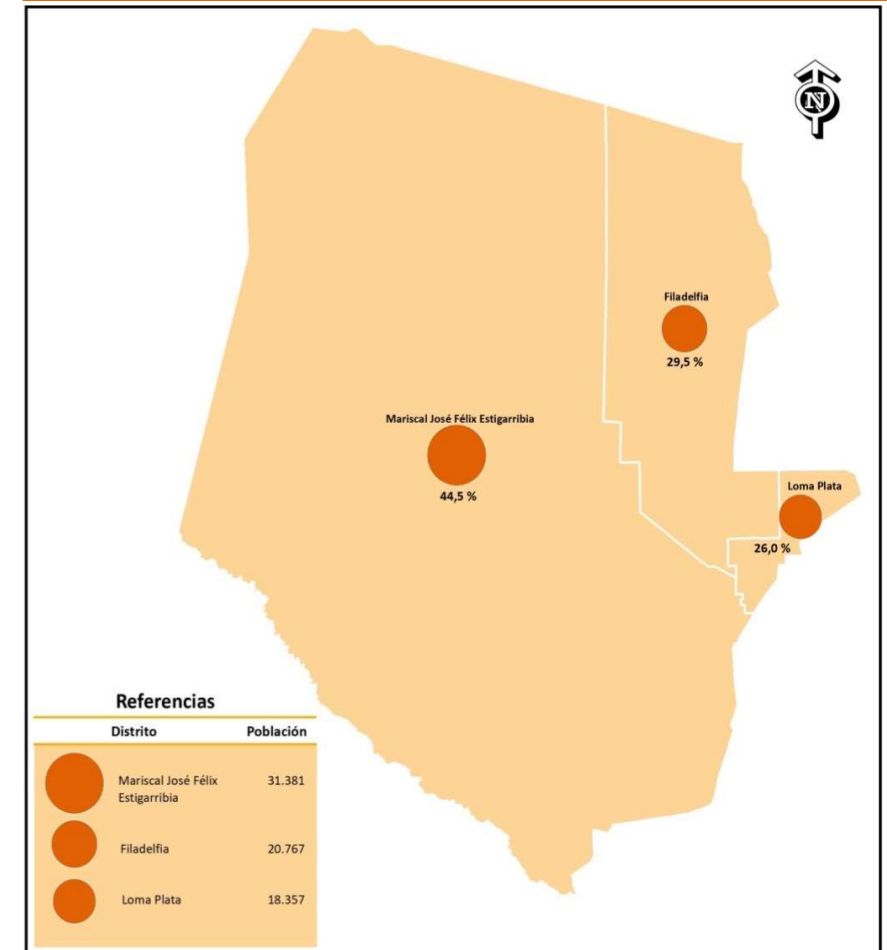 N
Filadelfia
29,5 %
Mariscal José Félix Estigarribia
44,5 %
Loma Plata
26,0 %
Referencias
Distrito Población
Mariscal José Félix 31.381
Estigarribia
Filadelfia 20.767
Loma Plata 18.357